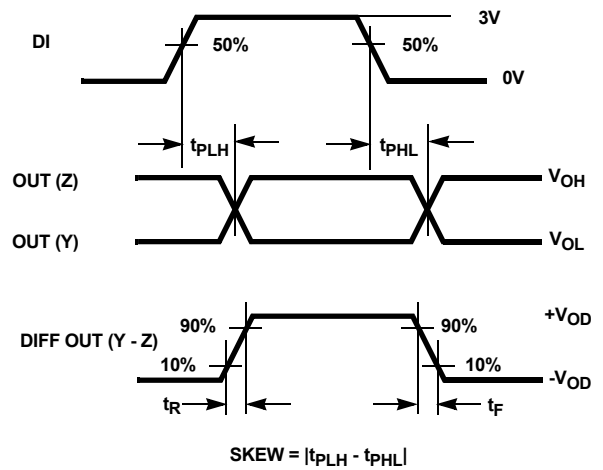 3V
DI
50%
50%
0V
tPLH
tPHL
OUT (Z)
VOH
OUT (Y)
VOL
+VOD
90%
90%
DIFF OUT (Y - Z)
10%
10%
-VOD
tR
tF
SKEW = |tPLH - tPHL|